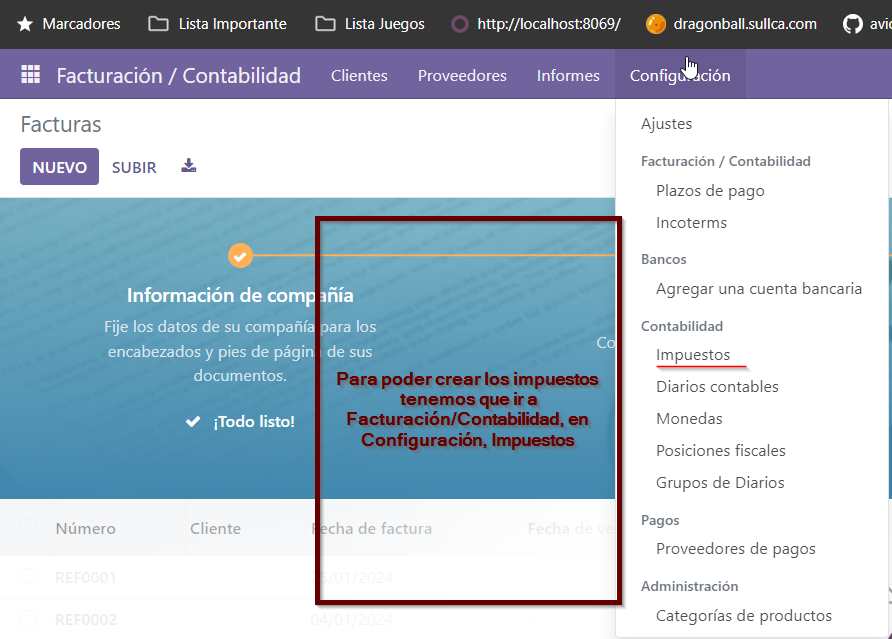 Marcadores
Lista Importante
Lista Juegos
http://localhost:8069/
dragonball.sullca.com
Facturación / Contabilidad
Clientes
Proveedores
Informes
Configuración
Facturas
NUEVO
SUBIR
Ajustes
Facturación / Contabilidad
Plazos de pago
Incoterms
Bancos
Agregar una cuenta bancaria
Contabilidad
Impuestos
Diarios contables
Monedas
Posiciones fiscales
Grupos de Diarios
Pagos
Proveedores de pagos
Administración
Categorías de productos
Información de compañía
Fije los datos de su compañía para los
encabezados y pies de página de sus
documentos.
¡Todo listo!
Para poder crear los impuestos
tenemos que ir a
Facturación/Contabilidad, en
Configuración, Impuestos
Número
Cliente
Fecha de factura
Fecha de
REF0001
/01/2024
REF0002
04/01/2024